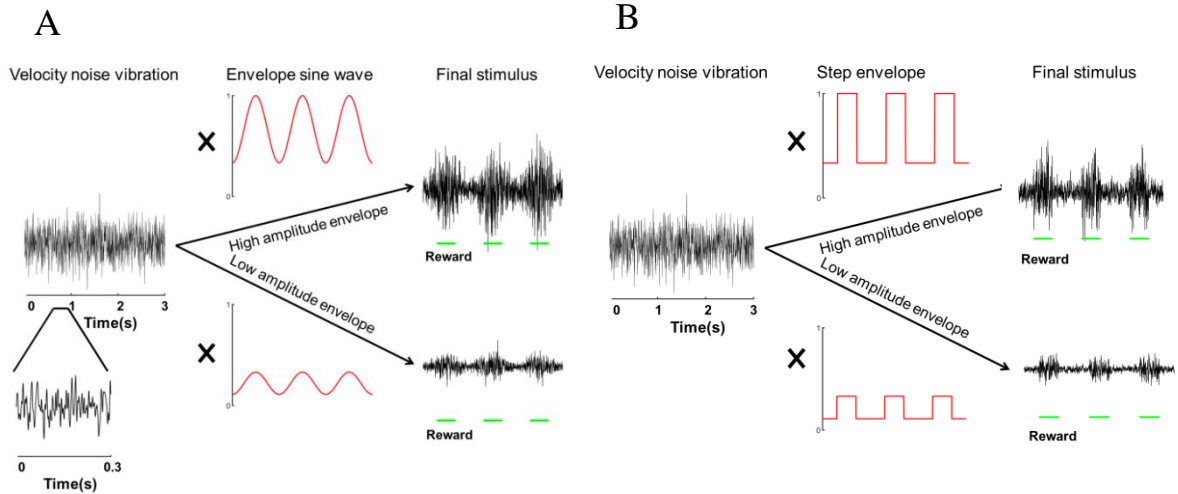 A
Velocity noise vibration
Envelope sine wave
Final stimulus
1
X
0
High amplitude envelope
Reward
Low amplitude envelope
0 1 2 3
Time(s)
1
X
0
Reward
0 0.3
Time(s)
B
Velocity noise vibration
Step envelope
Final stimulus
1
X
0
High amplitude envelope
Reward
Low amplitude envelope
0 1 2 3
Time(s)
1
X
0
Reward